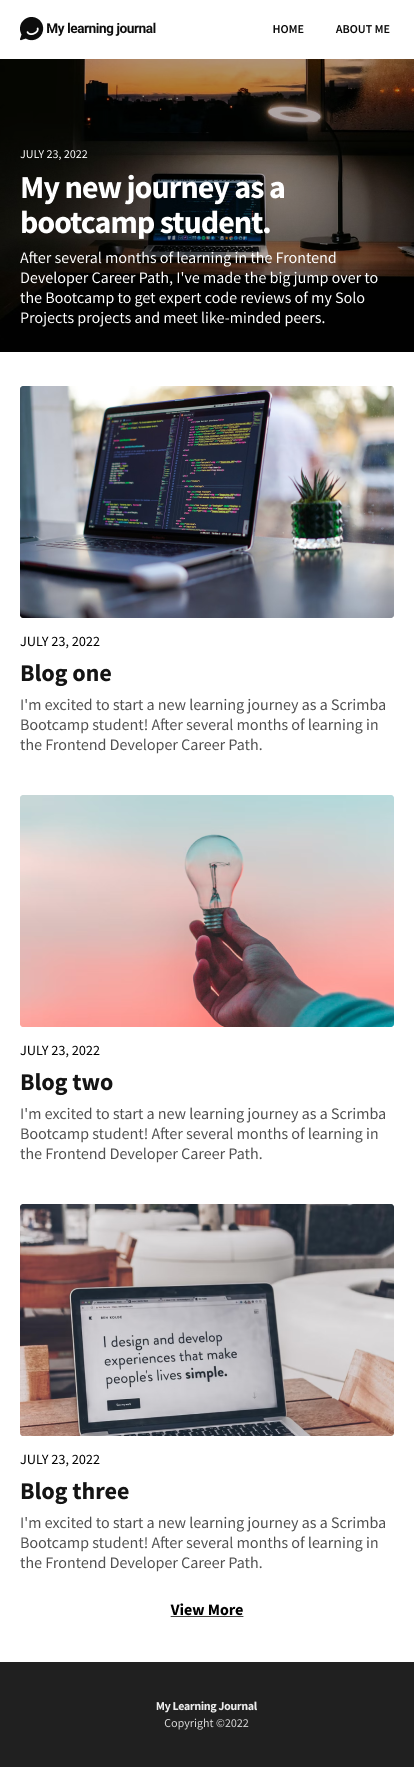 My learning journal
HOME
ABOUT ME
JULY 23, 2022
My new journey as a
bootcamp student.
After several months of learning in the Frontend
Developer Career Path, I've made the big jump over to
the Bootcamp to get expert code reviews of my Solo
Projects projects and meet like-minded peers.
JULY 23, 2022
Blog one
I'm excited to start a new learning journey as a Scrimba
Bootcamp student! After several months of learning in
the Frontend Developer Career Path.
JULY 23, 2022
Blog two
I'm excited to start a new learning journey as a Scrimba
Bootcamp student! After several months of learning in
the Frontend Developer Career Path.
I design and develop
experiences that make
people's lives simple.
JULY 23, 2022
Blog three
I'm excited to start a new learning journey as a Scrimba
Bootcamp student! After several months of learning in
the Frontend Developer Career Path.
View More
My Learning Journal
Copyright ©2022